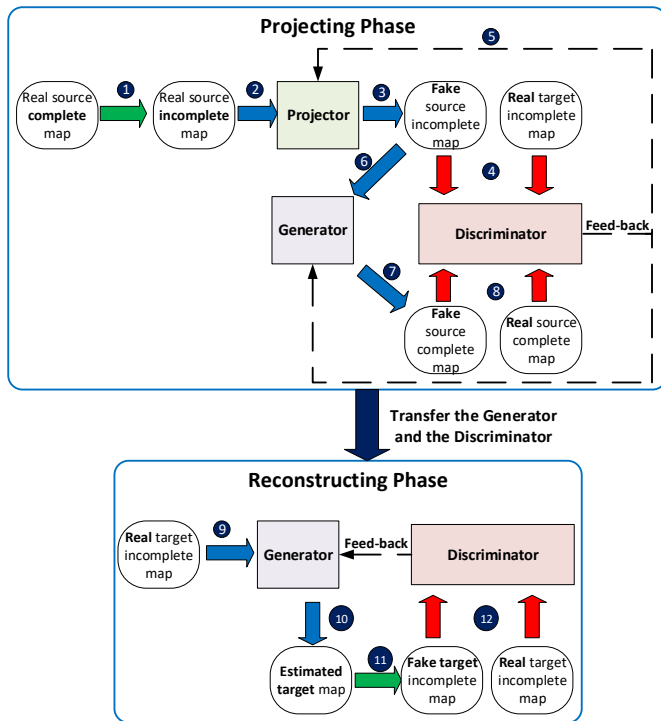 Projecting Phase
5
1
2
3
Real source
complete
map
Real source
incomplete
map
Projector
Fake
source
incomplete
map
Real target
incomplete
map
6
4
Generator
Discriminator
Feed-back
7
8
Fake
source
complete
map
Real source
complete
map
Transfer the Generator
and the Discriminator
Reconstructing Phase
9
Real target
incomplete
map
Generator
Feed-back
Discriminator
10
12
11
Estimated
target map
Fake target
incomplete
map
Real target
incomplete
map